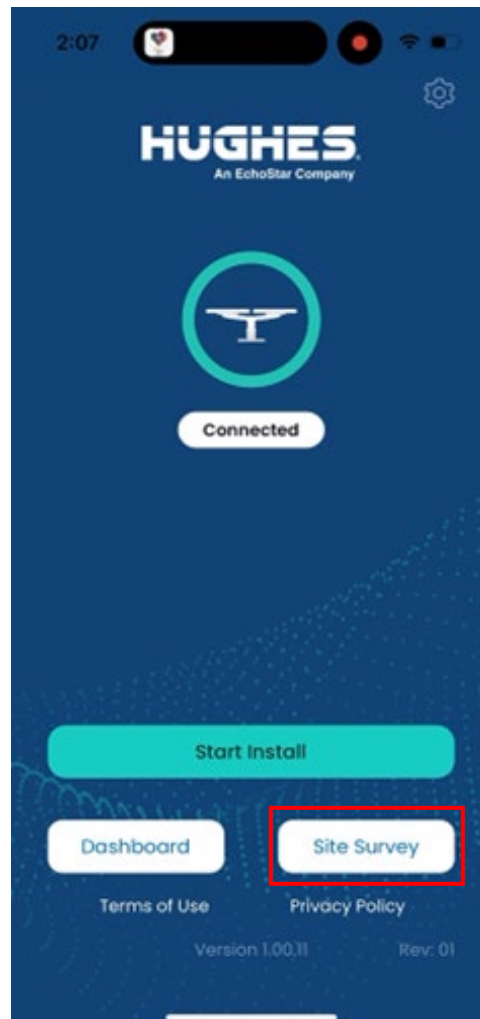 2:07
HUGHES.
An EchoStar Company
Connected
Start Install
Dashboard Site Survey
Terms of Use Privacy Policy
Version 1.00.11 Rev: 01